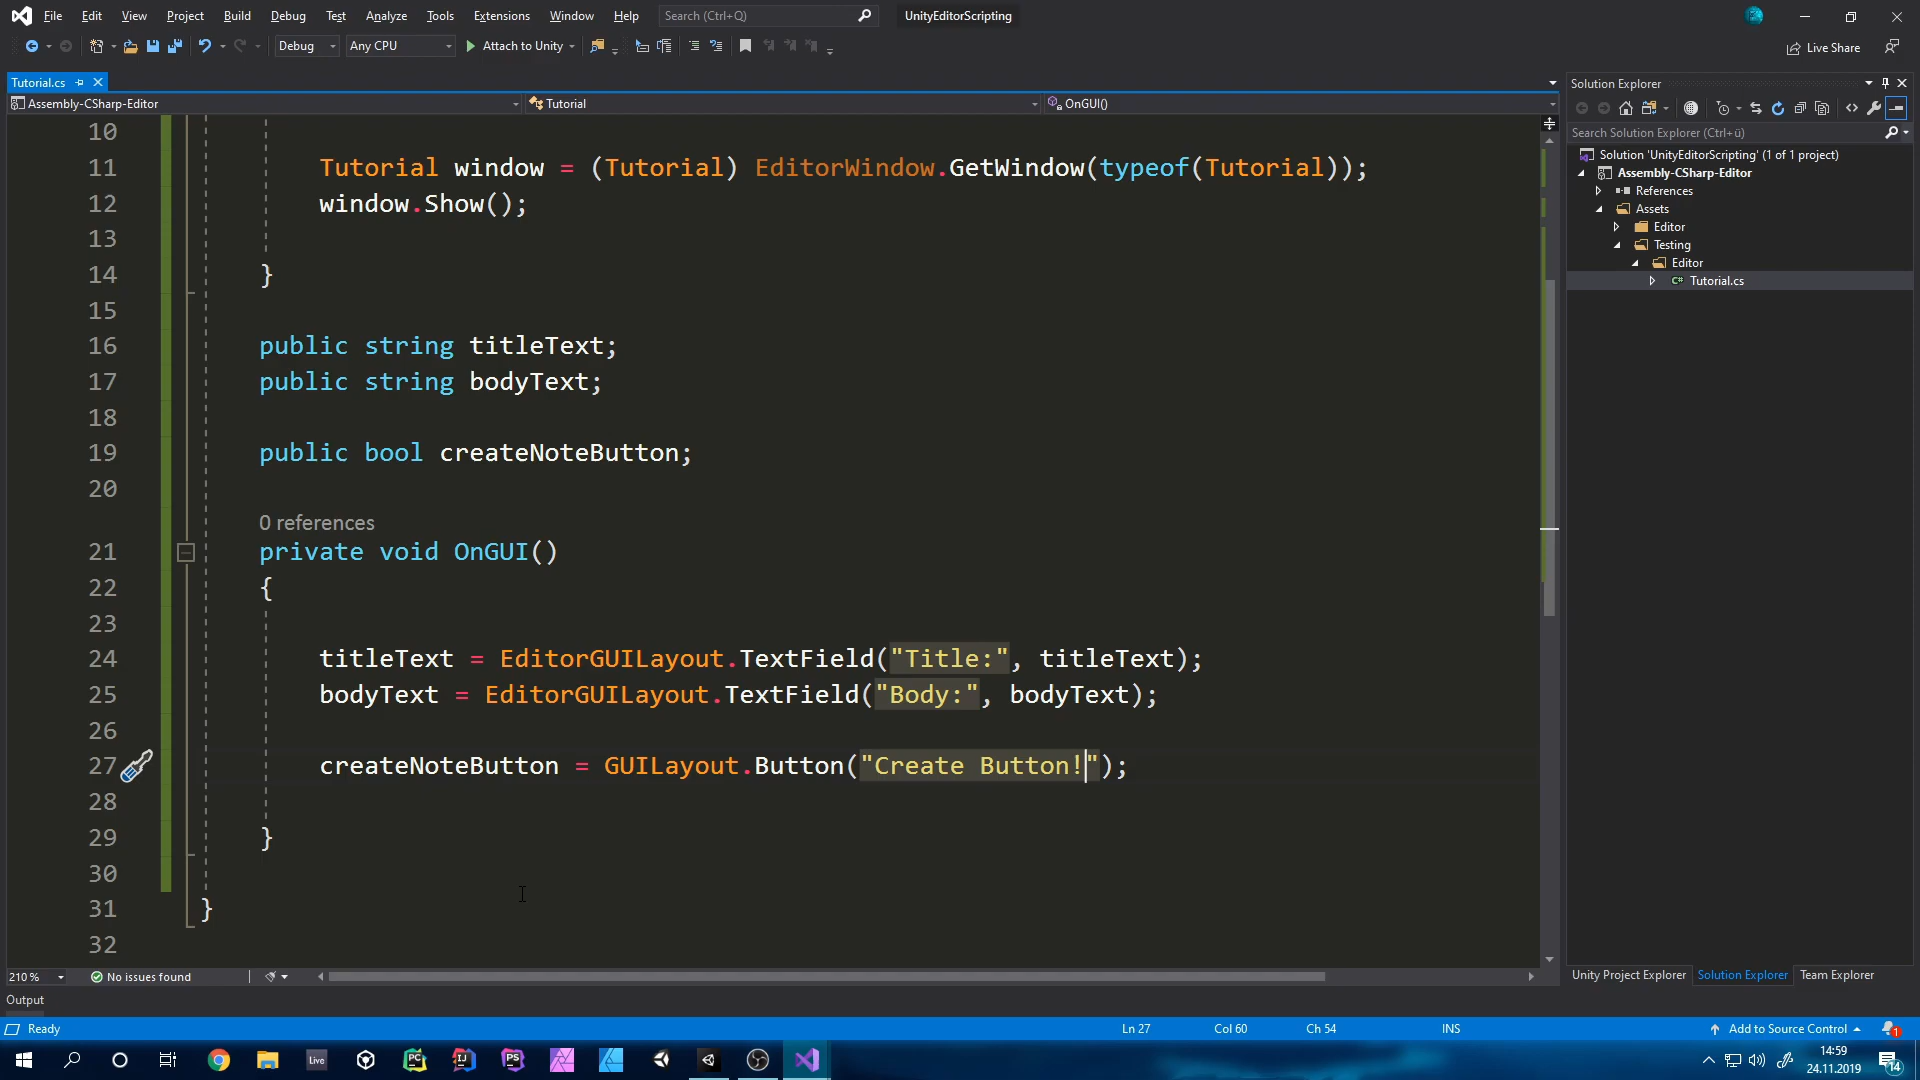 File Edit View Project Build Debug Test Analyze Tools Extensions Window Help Search (Ctrl+Q) UnityEditorScripting
Debug Any CPU Attach to Unity Live Share
Tutorial.cs
Assembly-CSharp-Editor Tutorial OnGUI()
10
11 Tutorial window = (Tutorial) EditorWindow.GetWindow(typeof(Tutorial));
12 window.Show();
13
14 }
15
16 public string titleText;
17 public string bodyText;
18
19 public bool createNoteButton;
20
0 references
21 private void OnGUI()
22 {
23
24 titleText = EditorGUILayout.TextField("Title:", titleText);
25 bodyText = EditorGUILayout.TextField("Body:", bodyText);
26
27 createNoteButton = GUILayout.Button("Create Button!");
28
29 }
30
31 }
32
210 % No issues found
Output
Solution Explorer
Search Solution Explorer (Ctrl+ü)
Solution 'UnityEditorScripting' (1 of 1 project)
Assembly-CSharp-Editor
References
Assets
Editor
Testing
Editor
C# Tutorial.cs
Unity Project Explorer Solution Explorer Team Explorer
Ready Ln 27 Col 60 Ch 54 INS Add to Source Control 1
Live PC IJ PS
14:59
24.11.2019
14